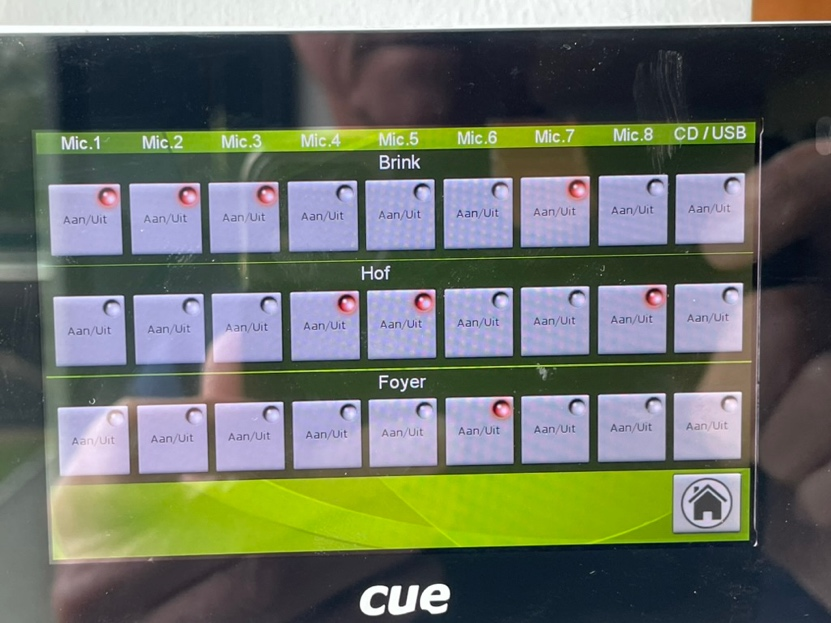 Mic.1 Mic.2 Mic.3 Mic.4 Mic.5 Mic.6 Mic.7 Mic.8 CD / USB
Brink
Aan/Uit Aan/Uit Aan/Uit Aan/Uit Aan/Uit Aan/Uit Aan/Uit Aan/Uit Aan/Uit
Hof
Aan/Uit Aan/Uit Aan/Uit Aan/Uit Aan/Uit Aan/Uit Aan/Uit Aan/Uit Aan/Uit
Foyer
Aan/Uit Aan/Uit Aan/Uit Aan/Uit Aan/Uit Aan/Uit Aan/Uit Aan/Uit Aan/Uit
cue